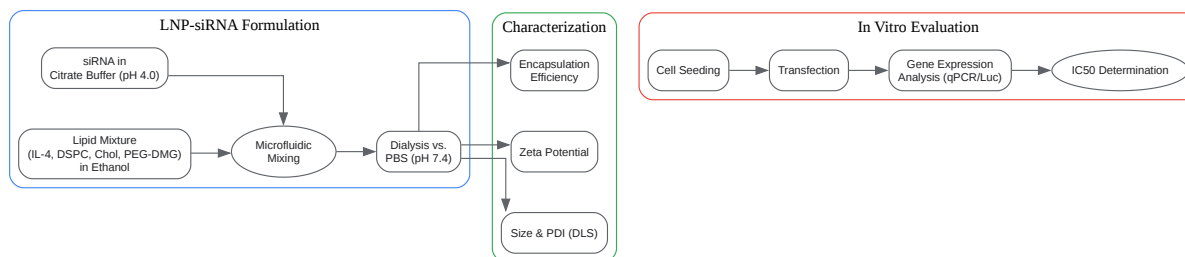 LNP-siRNA Formulation
siRNA in
Citrate Buffer (pH 4.0)
Lipid Mixture
(IL-4, DSPC, Chol, PEG-DMG)
in Ethanol
Microfluidic
Mixing
Dialysis vs.
PBS (pH 7.4)
Characterization
Encapsulation
Efficiency
Zeta Potential
Size & PDI (DLS)
In Vitro Evaluation
Cell Seeding
Transfection
Gene Expression
Analysis (qPCR/Luc)
IC50 Determination